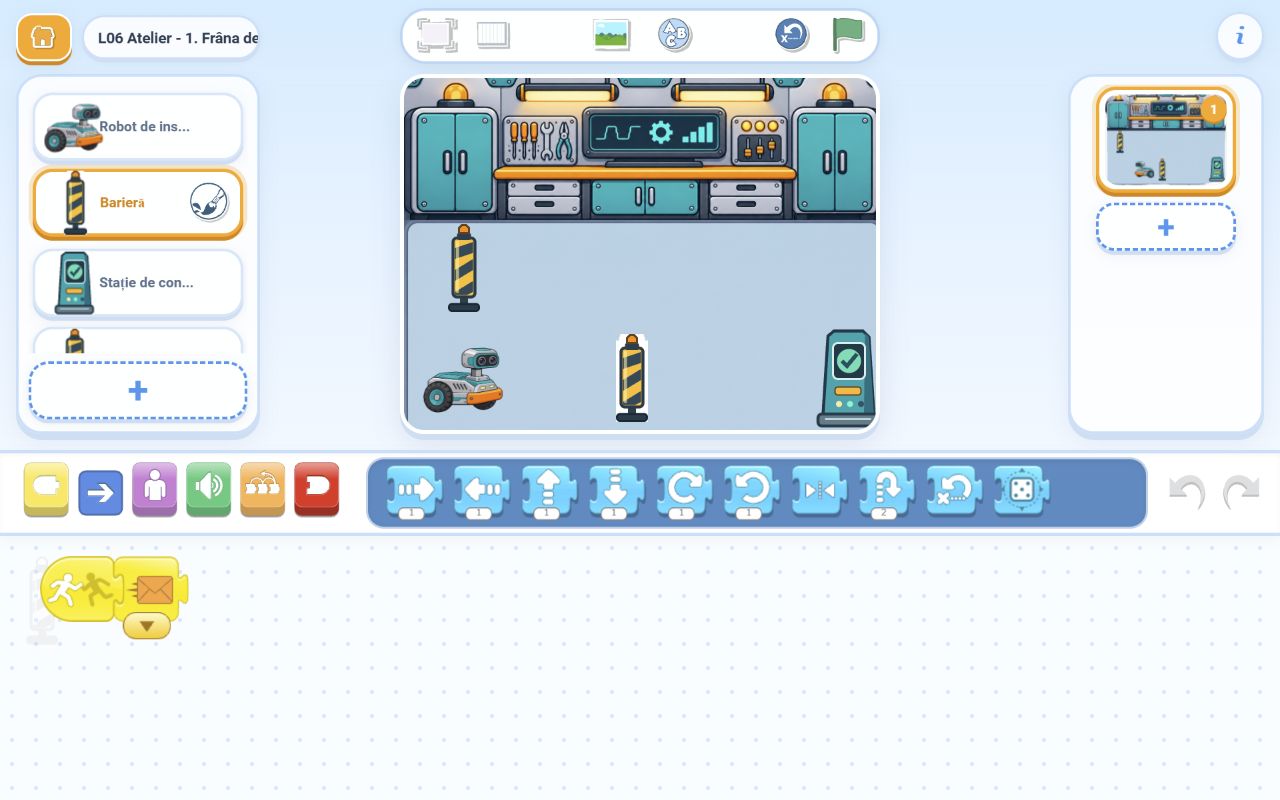 L06 Atelier - 1. Frâna de
i
Robot de ins...
Barieră
Stație de con...
A
B
C
1
1
1
1
1
1
1
2